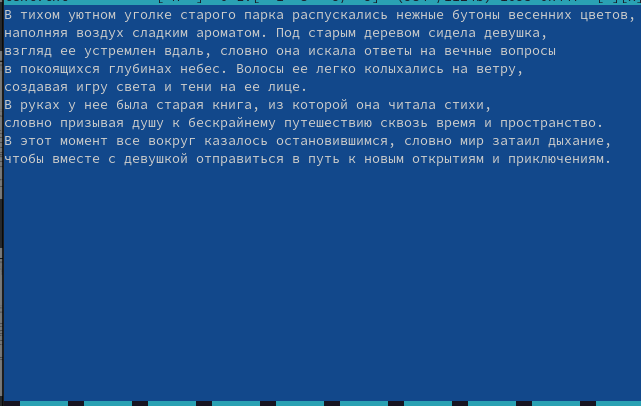 В тихом уютном уголке старого парка распускались нежные бутоны весенних цветов,
наполняя воздух сладким ароматом. Под старым деревом сидела девушка,
взгляд ее устремлен вдаль, словно она искала ответы на вечные вопросы
в покоящихся глубинах небес. Волосы ее легко колыхались на ветру,
создавая игру света и тени на ее лице.
В руках у нее была старая книга, из которой она читала стихи,
словно призывая душу к бескрайнему путешествию сквозь время и пространство.
В этот момент все вокруг казалось остановившимся, словно мир затаил дыхание,
чтобы вместе с девушкой отправиться в путь к новым открытиям и приключениям.